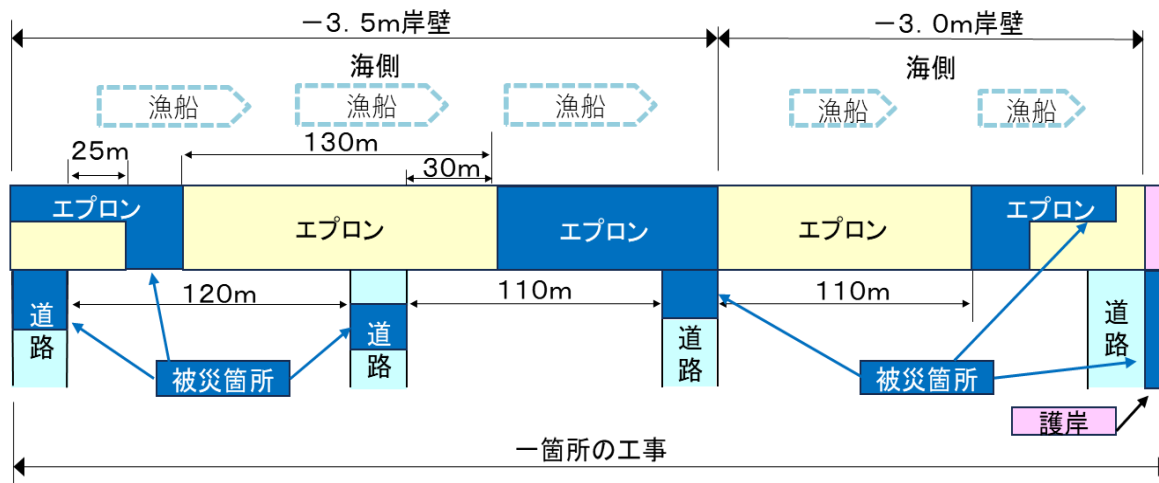 -3.5m岸壁
-3.0m岸壁
海側
海側
漁船
漁船
漁船
漁船
漁船
25m
130m
30m
エプロン
エプロン
エプロン
エプロン
エプロン
120m
110m
110m
道路
道路
道路
道路
被災箇所
被災箇所
護岸
一箇所の工事